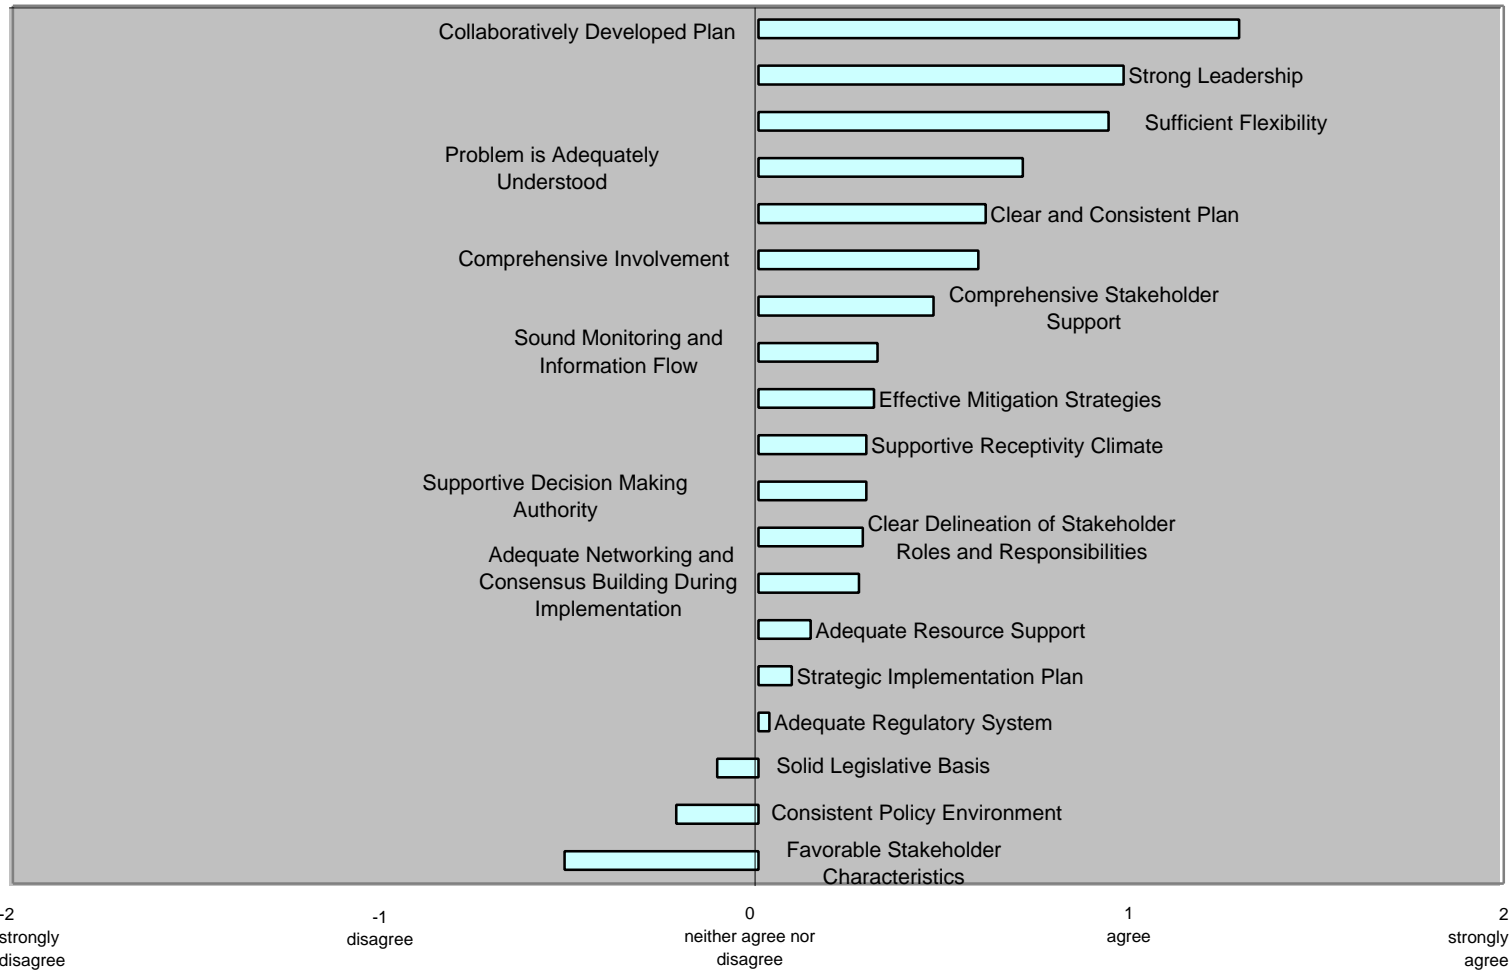 Collaboratively Developed Plan
Strong Leadership
Sufficient Flexibility
Problem is Adequately
Understood
Clear and Consistent Plan
Comprehensive Involvement
Comprehensive Stakeholder
Support
Sound Monitoring and
Information Flow
Effective Mitigation Strategies
Supportive Receptivity Climate
Supportive Decision Making
Authority
Clear Delineation of Stakeholder
Roles and Responsibilities
Adequate Networking and
Consensus Building During
Implementation
Adequate Resource Support
Strategic Implementation Plan
Adequate Regulatory System
Solid Legislative Basis
Consistent Policy Environment
Favorable Stakeholder
Characteristics
-2
strongly
disagree
-1
disagree
0
neither agree nor
disagree
1
agree
2
strongly
agree